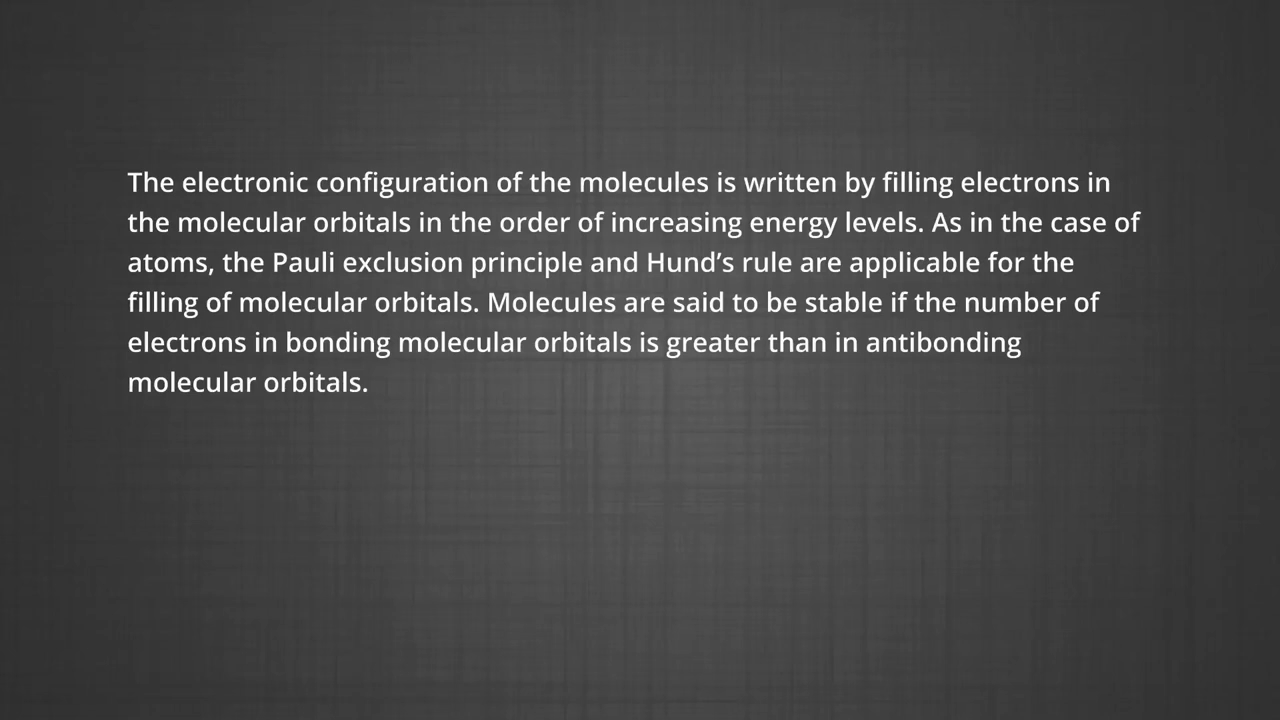 The electronic configuration of the molecules is written by filling electrons in
the molecular orbitals in the order of increasing energy levels. As in the case of
atoms, the Pauli exclusion principle and Hund’s rule are applicable for the
filling of molecular orbitals. Molecules are said to be stable if the number of
electrons in bonding molecular orbitals is greater than in antibonding
molecular orbitals.